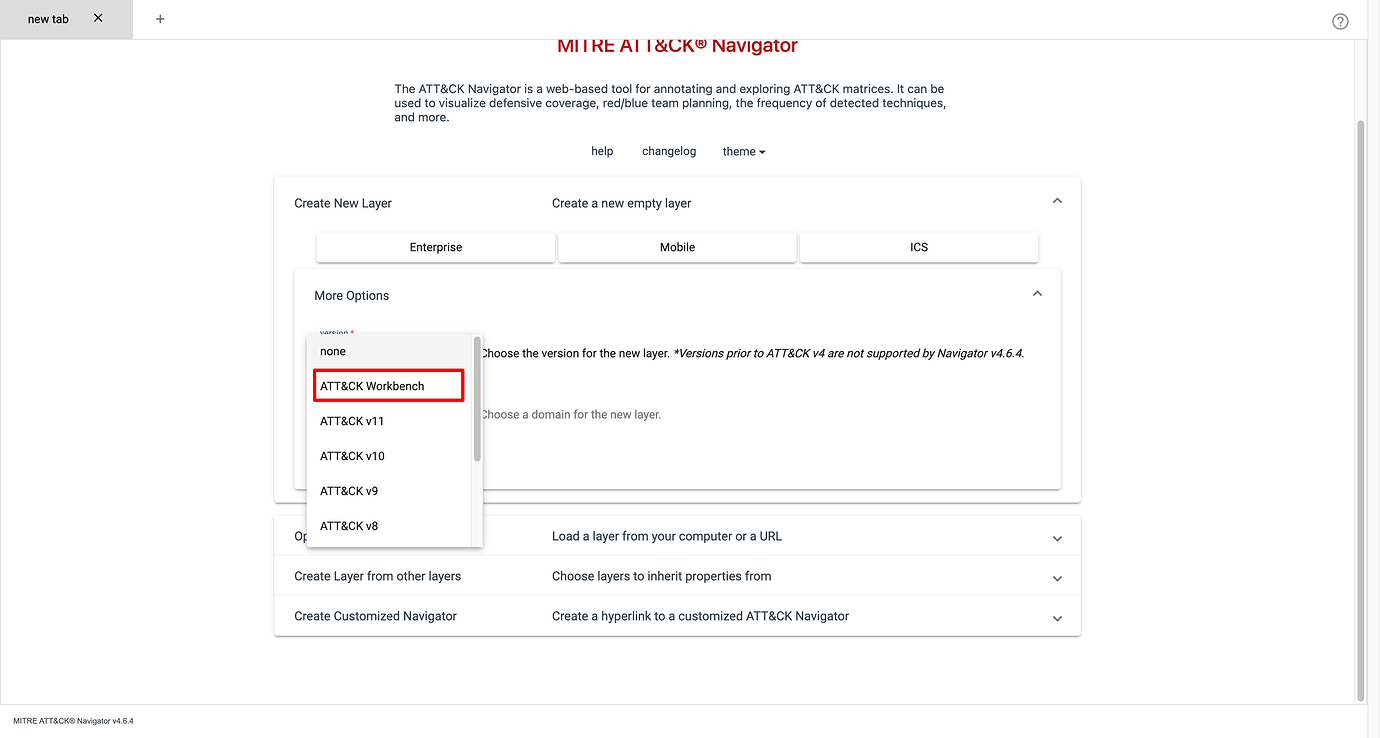 new tab
MITRE ATT&CK® Navigator
The ATT&CK Navigator is a web-based tool for annotating and exploring ATT&CK matrices. It can be
used to visualize defensive coverage, red/blue team planning, the frequency of detected techniques,
and more.
help changelog theme
Create New Layer Create a new empty layer
Enterprise Mobile ICS
More Options
version *
none
Choose the version for the new layer. *Versions prior to ATT&CK v4 are not supported by Navigator v4.6.4.
ATT&CK Workbench
Choose a domain for the new layer.
ATT&CK v11
ATT&CK v10
ATT&CK v9
ATT&CK v8
Load a layer from your computer or a URL
Create Layer from other layers Choose layers to inherit properties from
Create Customized Navigator Create a hyperlink to a customized ATT&CK Navigator
MITRE ATT&CK® Navigator v4.6.4